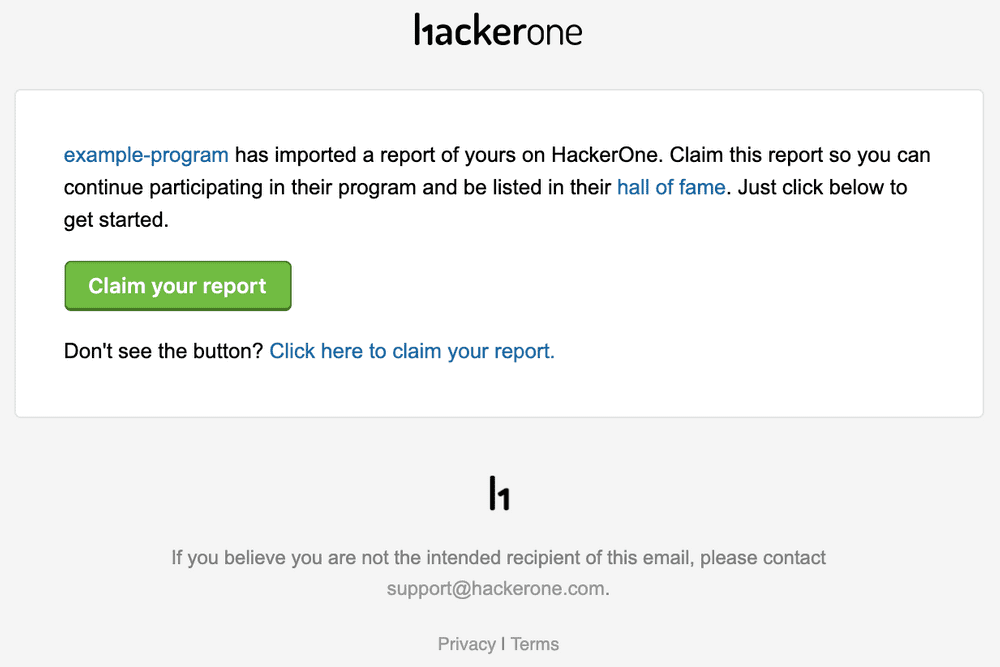 hackerone
example-program has imported a report of yours on HackerOne. Claim this report so you can
continue participating in their program and be listed in their hall of fame. Just click below to
get started.
Claim your report
Don't see the button? Click here to claim your report.
h1
If you believe you are not the intended recipient of this email, please contact
support@hackerone.com.
Privacy | Terms